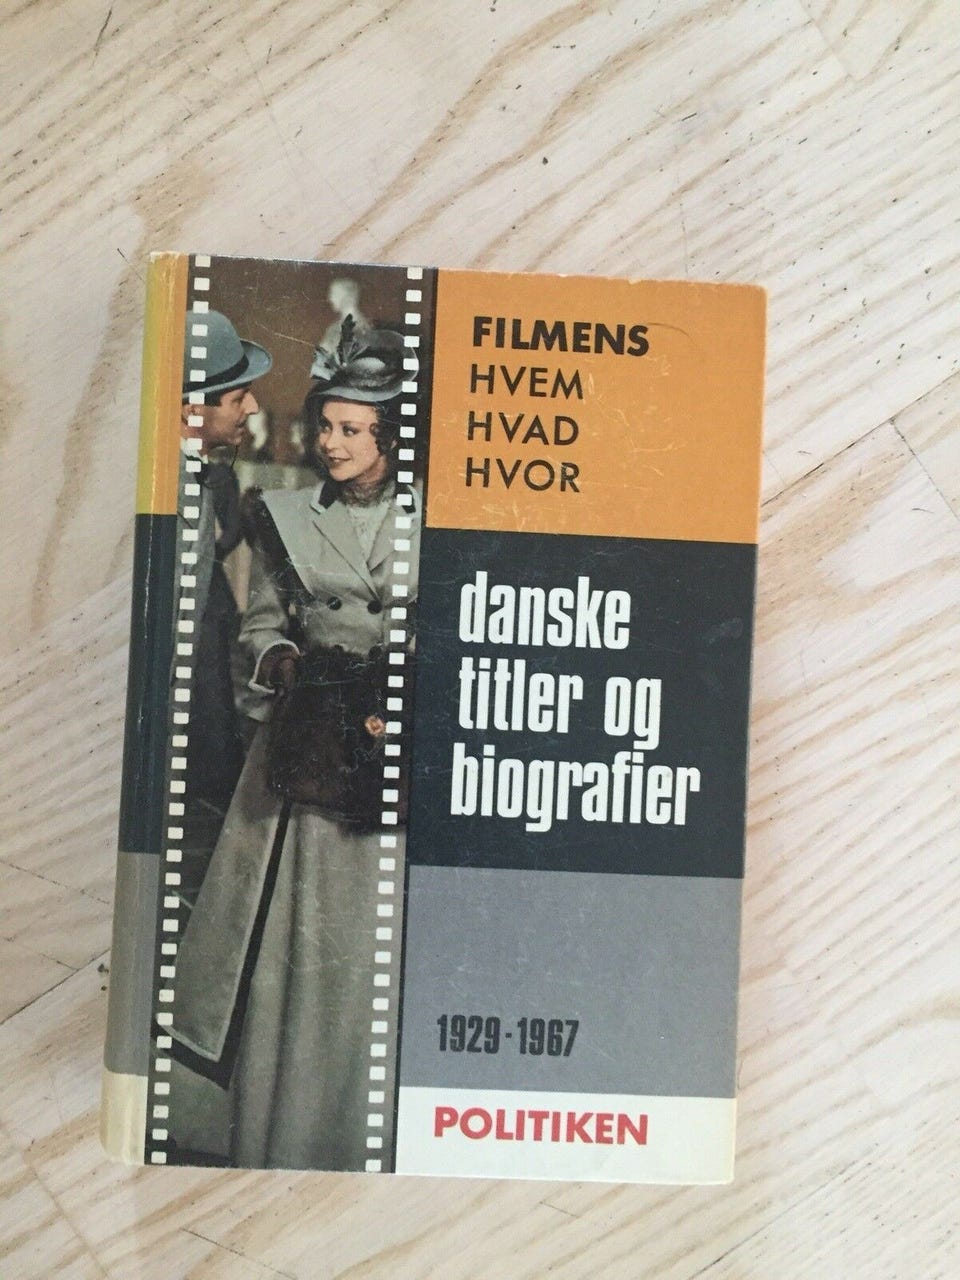 FILMENS
HVEM
HVAD
HVOR
danske
titler og
biografier
1929-1967
POLITIKEN